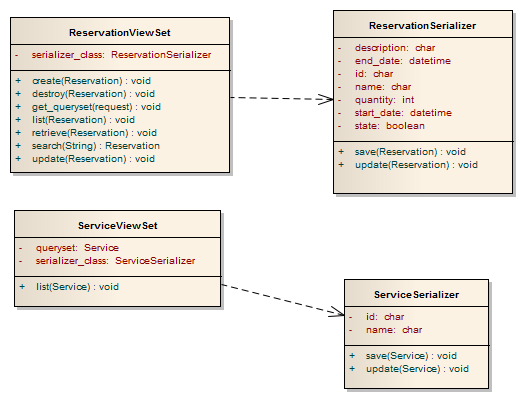 ReservationViewSet
- serializer_class: ReservationSerializer
+ create(Reservation) : void
+ destroy(Reservation) : void
+ get_queryset(request) : void
+ list(Reservation) : void
+ retrieve(Reservation) : void
+ search(String) : Reservation
+ update(Reservation) : void
ReservationSerializer
- description: char
- end_date: datetime
- id: char
- name: char
- quantity: int
- start_date: datetime
- state: boolean
+ save(Reservation) : void
+ update(Reservation) : void
ServiceViewSet
- queryset: Service
- serializer_class: ServiceSerializer
+ list(Service) : void
ServiceSerializer
- id: char
- name: char
+ save(Service) : void
+ update(Service) : void